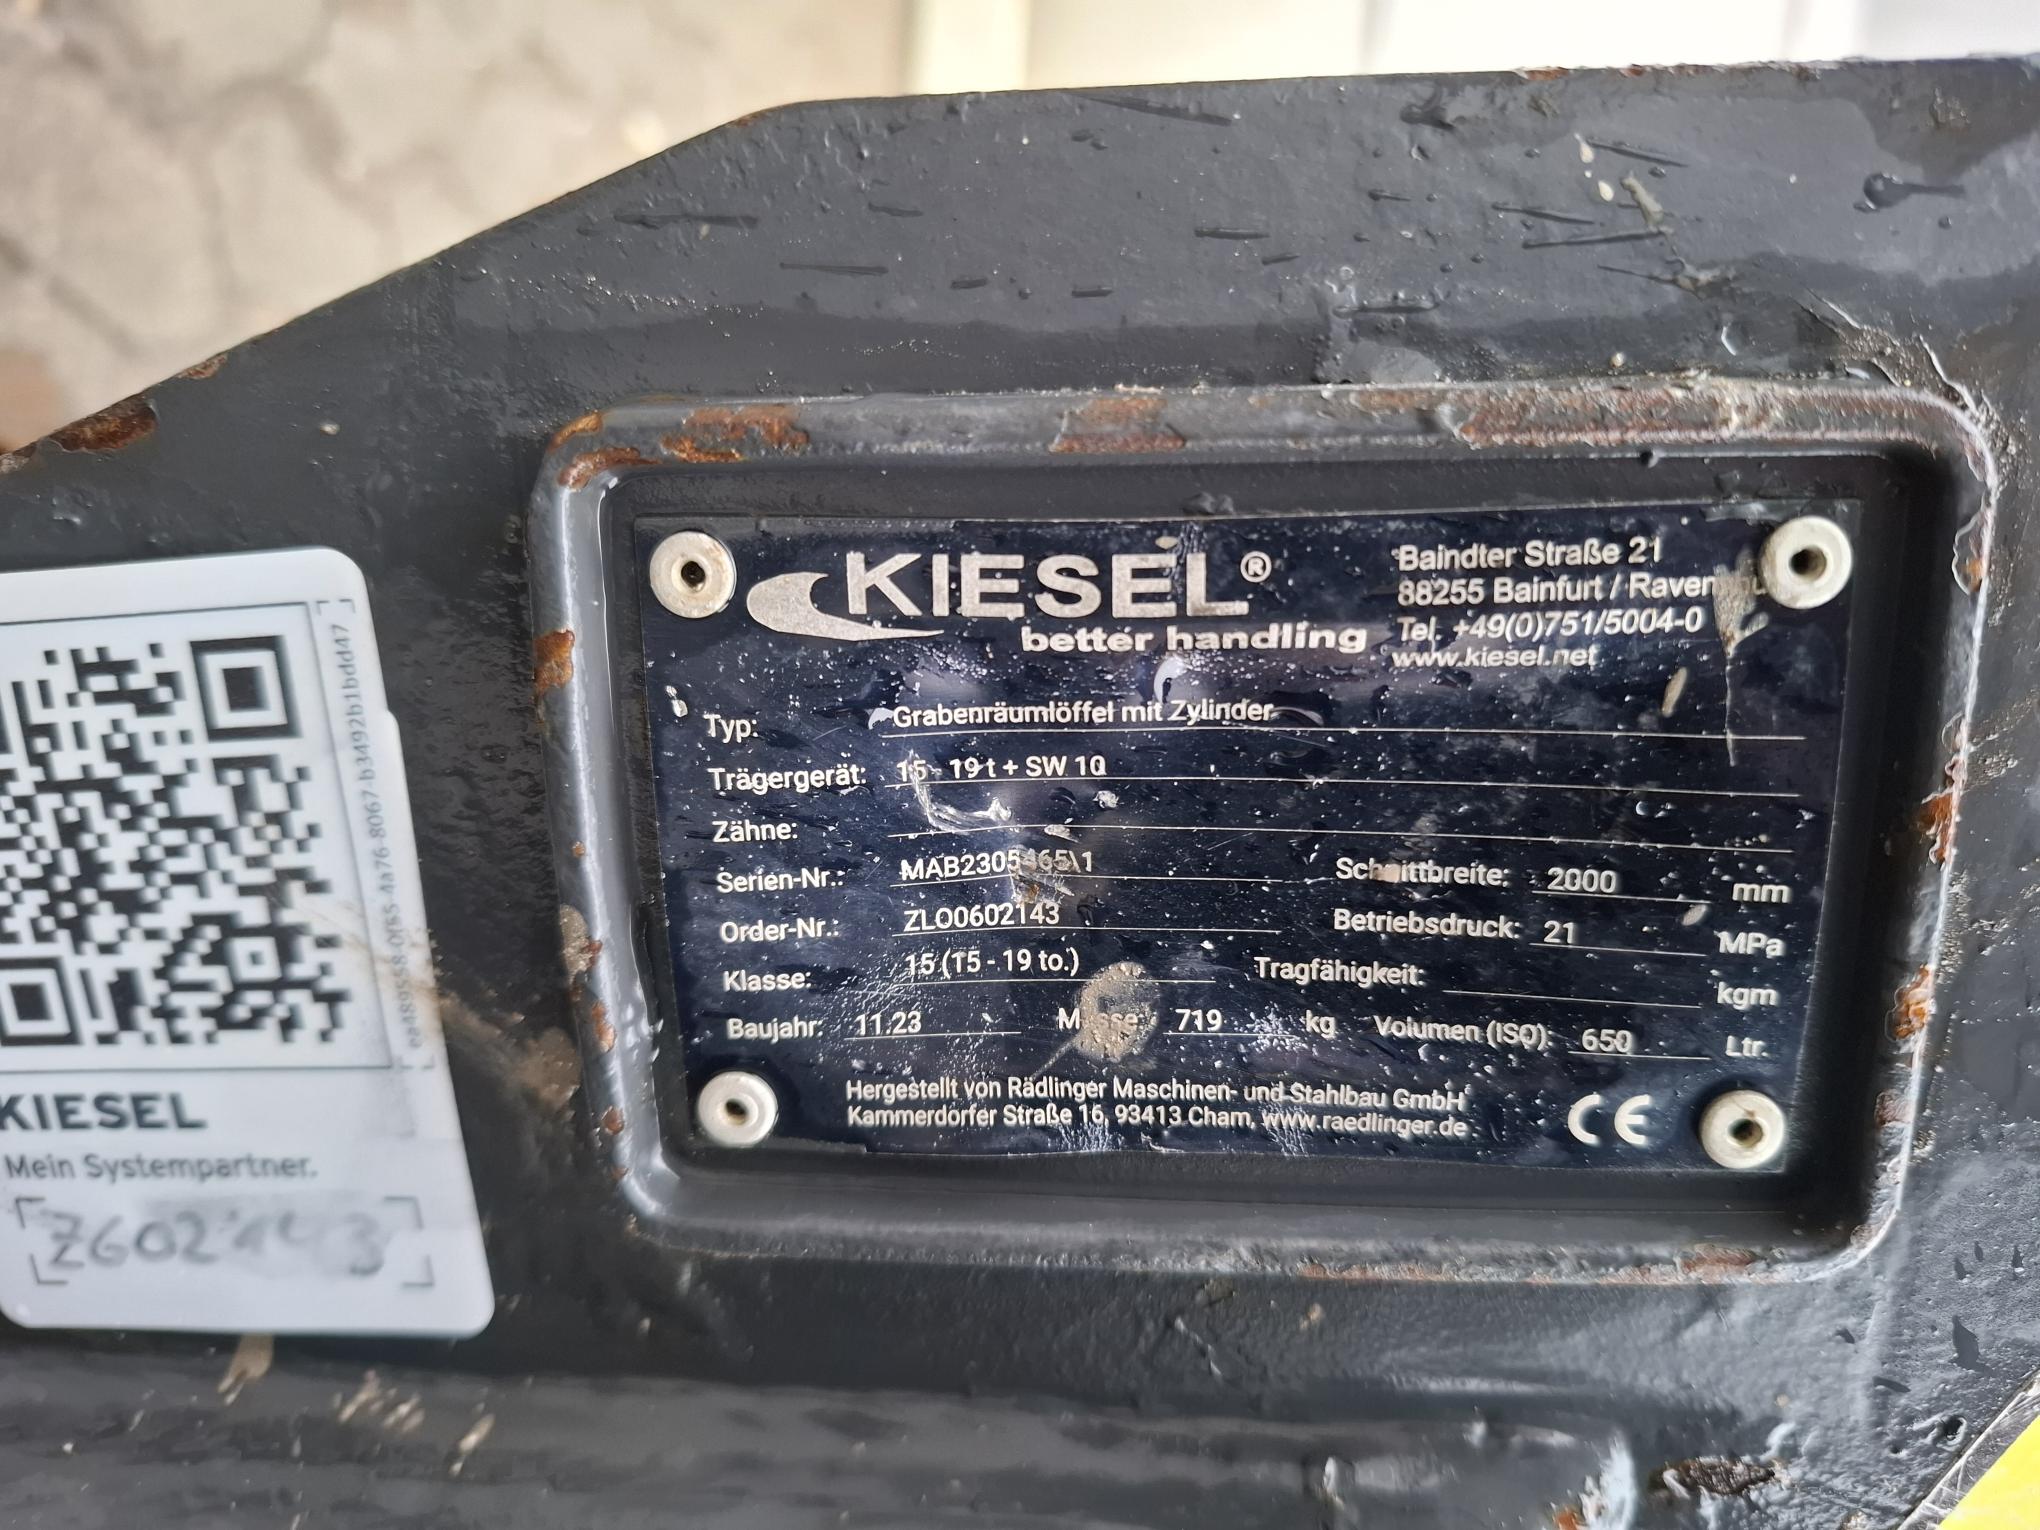 KIESEL®
better handling
Baindter Straße 21
88255 Bainfurt /
Tel. +49(0)751/5004-0
www.kiesel.net
Typ: Grabenräumlöffel mit Zylinder
Trägergerät: 15 - 19 t + SW 10
Zähne:
Serien-Nr.: MAB2305465\1 Schnittbreite: 2000 mm
Order-Nr.: ZLO0602143 Betriebsdruck: 21 MPa
Klasse: 15 (15 - 19 to.) Tragfähigkeit: kgm
Baujahr: 11.23 Masse 719 kg Volumen (ISO): 650 Ltr.
Hergestellt von Rädlinger Maschinen- und Stahlbau GmbH
Kammerdorfer Straße 16, 93413 Cham, www.raedlinger.de
CE
KIESEL
Mein Systempartner.